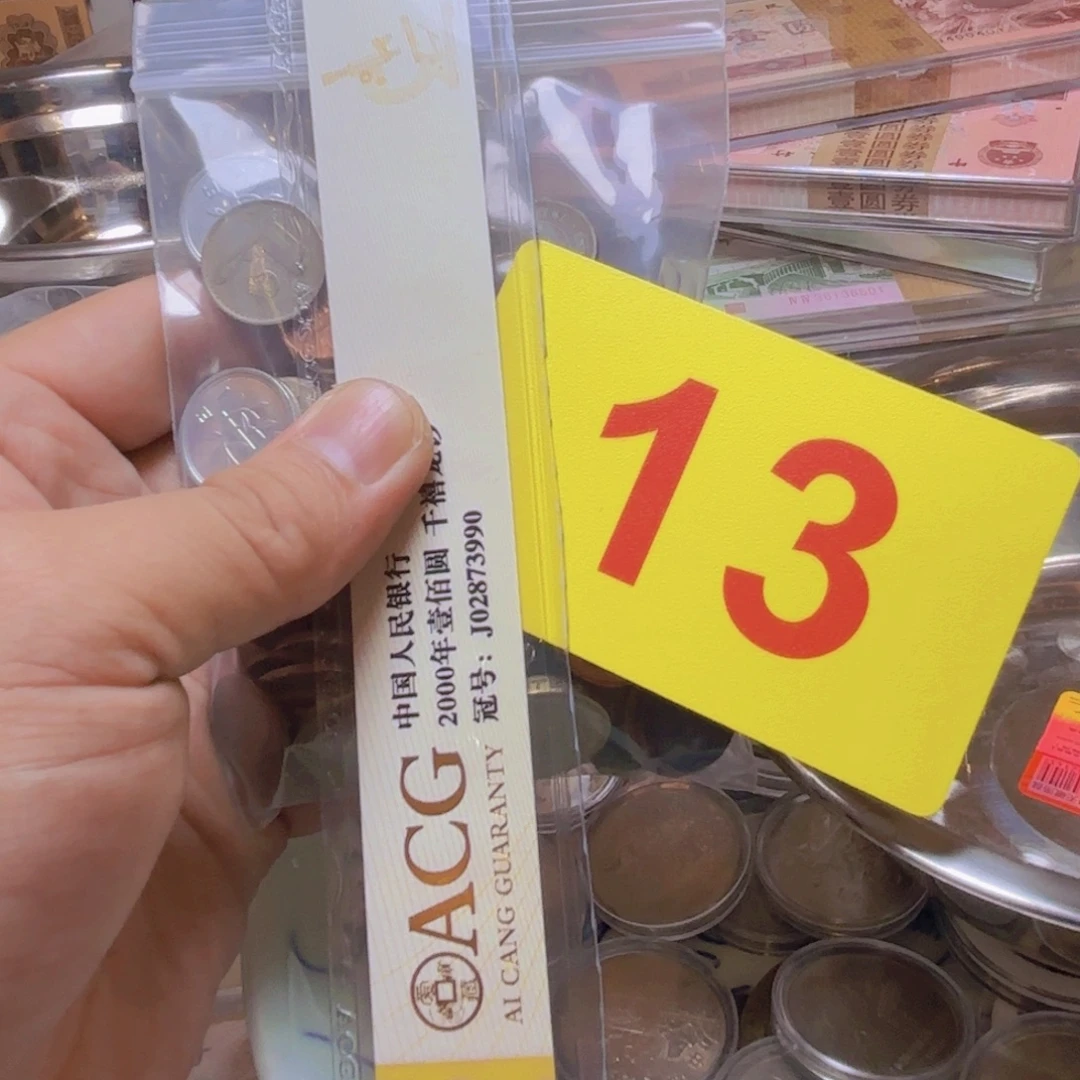 中国人民银行
2000年壹佰圆 千禧龙
冠号: J02873990
ACG
AI CANG GUARANTY
13
壹圆券